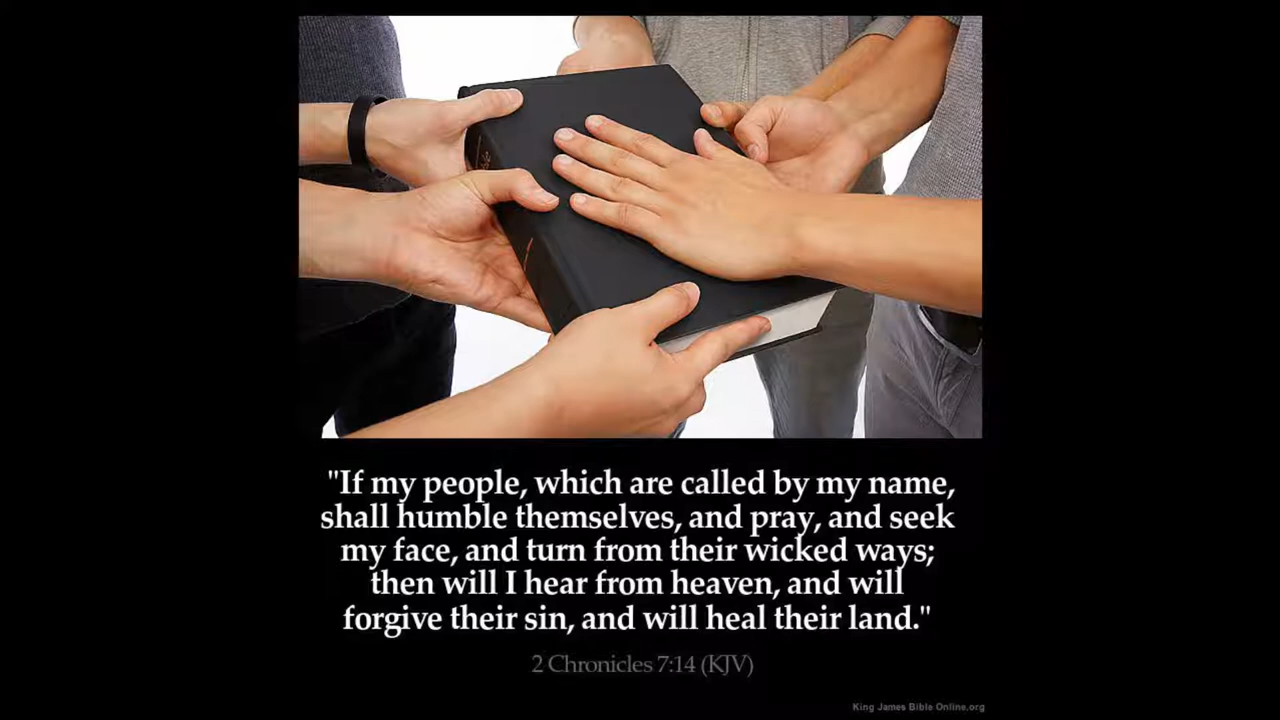 "If my people, which are called by my name,
shall humble themselves, and pray, and seek
my face, and turn from their wicked ways;
then will I hear from heaven, and will
forgive their sin, and will heal their land."
2 Chronicles 7:14 (KJV)
King James Bible Online.org